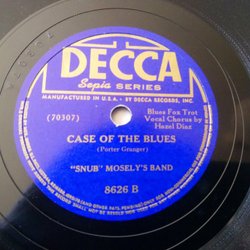 DECCA
Sepia SERIES
MANUFACTURED IN U.S.A. BY DECCA RECORDS, INC.
(70307)
Blues Fox Trot
Vocal Chorus by
Hazel Diaz
CASE OF THE BLUES
(Porter Granger)
"SNUB" MOSELY'S BAND
8626 B